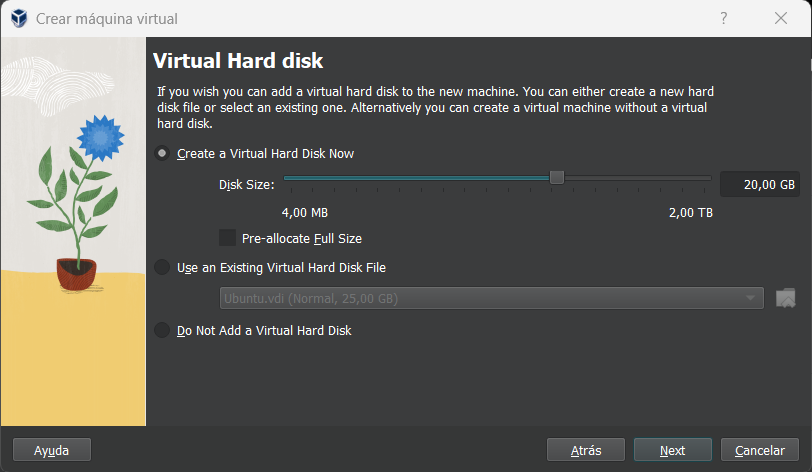 Crear máquina virtual
?
Virtual Hard disk
If you wish you can add a virtual hard disk to the new machine. You can either create a new hard
disk file or select an existing one. Alternatively you can create a virtual machine without a virtual
hard disk.
Create a Virtual Hard Disk Now
Disk Size:
20,00 GB
4,00 MB
2,00 TB
Pre-allocate Full Size
Use an Existing Virtual Hard Disk File
Ubuntu.vdi (Normal, 25,00 GB)
Do Not Add a Virtual Hard Disk
Ayuda
Atrás
Next
Cancelar